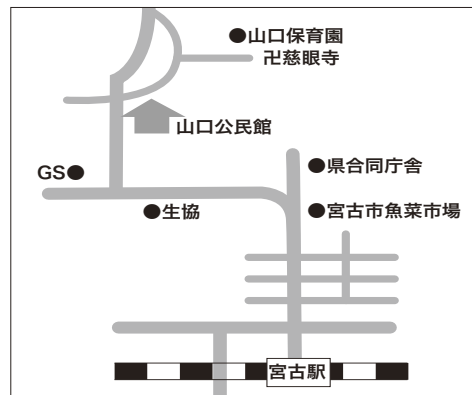 ●山口保育園
卍慈眼寺
山口公民館
GS●
●県合同庁舎
●生協
●宮古市魚菜市場
宮古駅